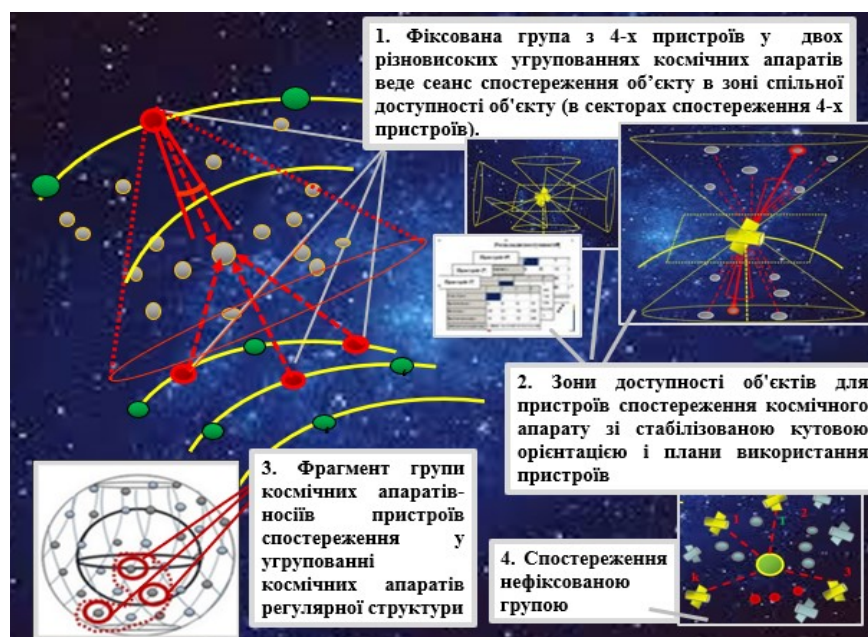 1. Фіксована група з 4-х пристроїв у двох
різновисоких угрупованнях космічних апаратів
веде сеанс спостереження об’єкту в зоні спільної
доступності об'єкту (в секторах спостереження 4-х
пристроїв).
2. Зони доступності об'єктів для
пристроїв спостереження космічного
апарату зі стабілізованою кутовою
орієнтацією і плани використання
пристроїв
3. Фрагмент групи
космічних апаратів-
носіїв пристроїв
спостереження у
угрупованні
космічних апаратів
регулярної структури
4. Спостереження
нефіксованою
групою
1
T
2
k
3